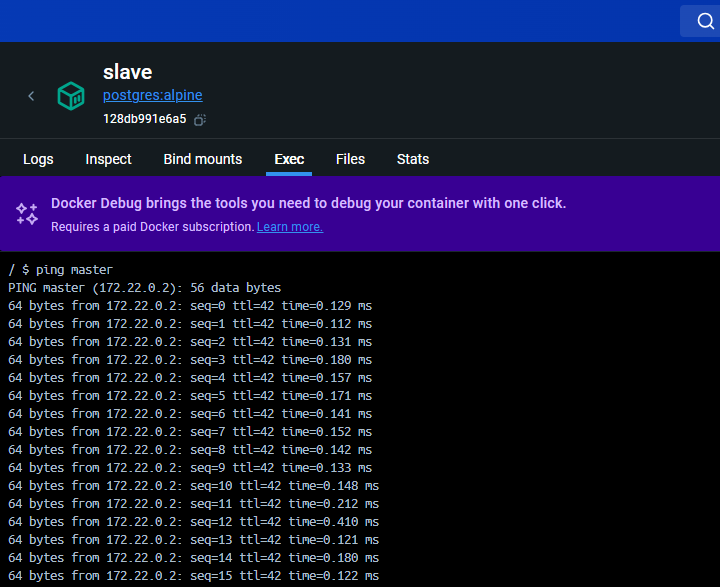 slave
postgres:alpine
128db991e6a5
Logs Inspect Bind mounts Exec Files Stats
Docker Debug brings the tools you need to debug your container with one click.
Requires a paid Docker subscription. Learn more.
/ $ ping master
PING master (172.22.0.2): 56 data bytes
64 bytes from 172.22.0.2: seq=0 ttl=42 time=0.129 ms
64 bytes from 172.22.0.2: seq=1 ttl=42 time=0.112 ms
64 bytes from 172.22.0.2: seq=2 ttl=42 time=0.131 ms
64 bytes from 172.22.0.2: seq=3 ttl=42 time=0.180 ms
64 bytes from 172.22.0.2: seq=4 ttl=42 time=0.157 ms
64 bytes from 172.22.0.2: seq=5 ttl=42 time=0.171 ms
64 bytes from 172.22.0.2: seq=6 ttl=42 time=0.141 ms
64 bytes from 172.22.0.2: seq=7 ttl=42 time=0.152 ms
64 bytes from 172.22.0.2: seq=8 ttl=42 time=0.142 ms
64 bytes from 172.22.0.2: seq=9 ttl=42 time=0.133 ms
64 bytes from 172.22.0.2: seq=10 ttl=42 time=0.148 ms
64 bytes from 172.22.0.2: seq=11 ttl=42 time=0.212 ms
64 bytes from 172.22.0.2: seq=12 ttl=42 time=0.410 ms
64 bytes from 172.22.0.2: seq=13 ttl=42 time=0.121 ms
64 bytes from 172.22.0.2: seq=14 ttl=42 time=0.180 ms
64 bytes from 172.22.0.2: seq=15 ttl=42 time=0.122 ms